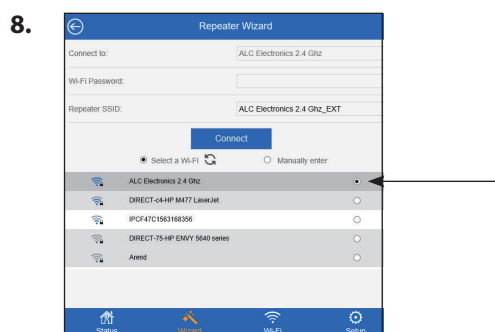 8.
Repeater Wizard
Connect to: ALC Electronics 2.4 Ghz
Wi-Fi Password:
Repeater SSID: ALC Electronics 2.4 Ghz_EXT
Connect
Select a Wi-Fi Manually enter
ALC Electronics 2.4 Ghz
DIRECT-c4-HP M477 LaserJet
IPCF47C1563168356
DIRECT-75-HP ENVY 5640 series
Arend
Status Wizard Wi-Fi Setup